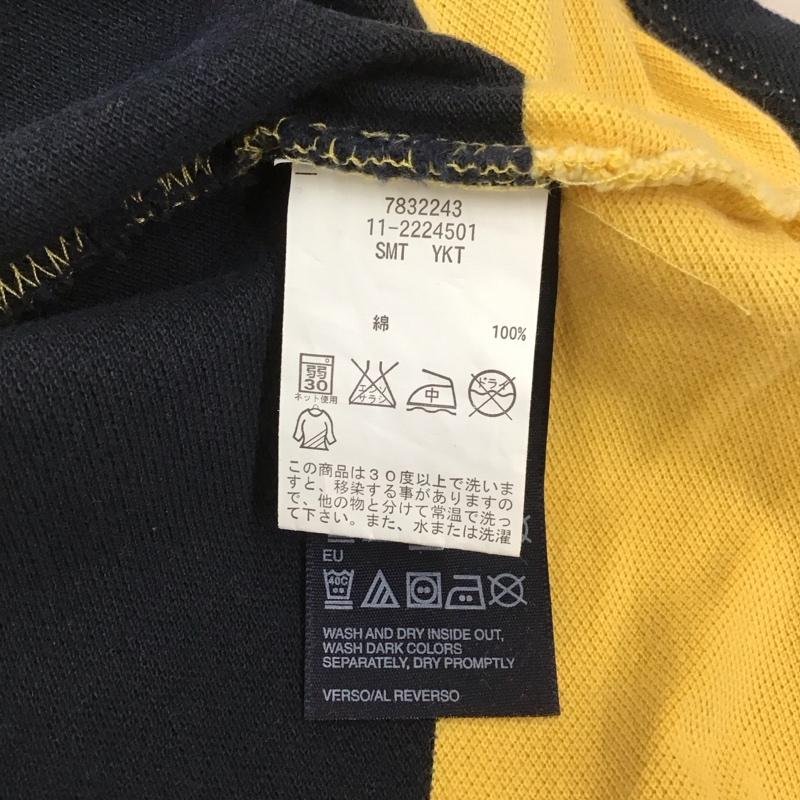 7832243
11-2224501
SMT YKT
綿 100%
弱
30
エンソ
サラシ
中
ドライ
ネット使用
この商品は30度以上で洗いま
すと、移染する事がありますの
で、他の物と分けて常温で洗っ
て下さい。また、水または洗濯
EU
40C
WASH AND DRY INSIDE OUT,
WASH DARK COLORS
SEPARATELY, DRY PROMPTLY
VERSO/AL REVERSO